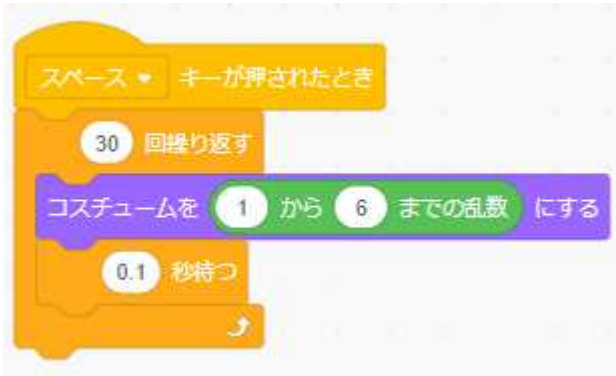 スペース キーが押されたとき
30 回繰り返す
コスチュームを 1 から 6 までの乱数 にする
0.1 秒待つ